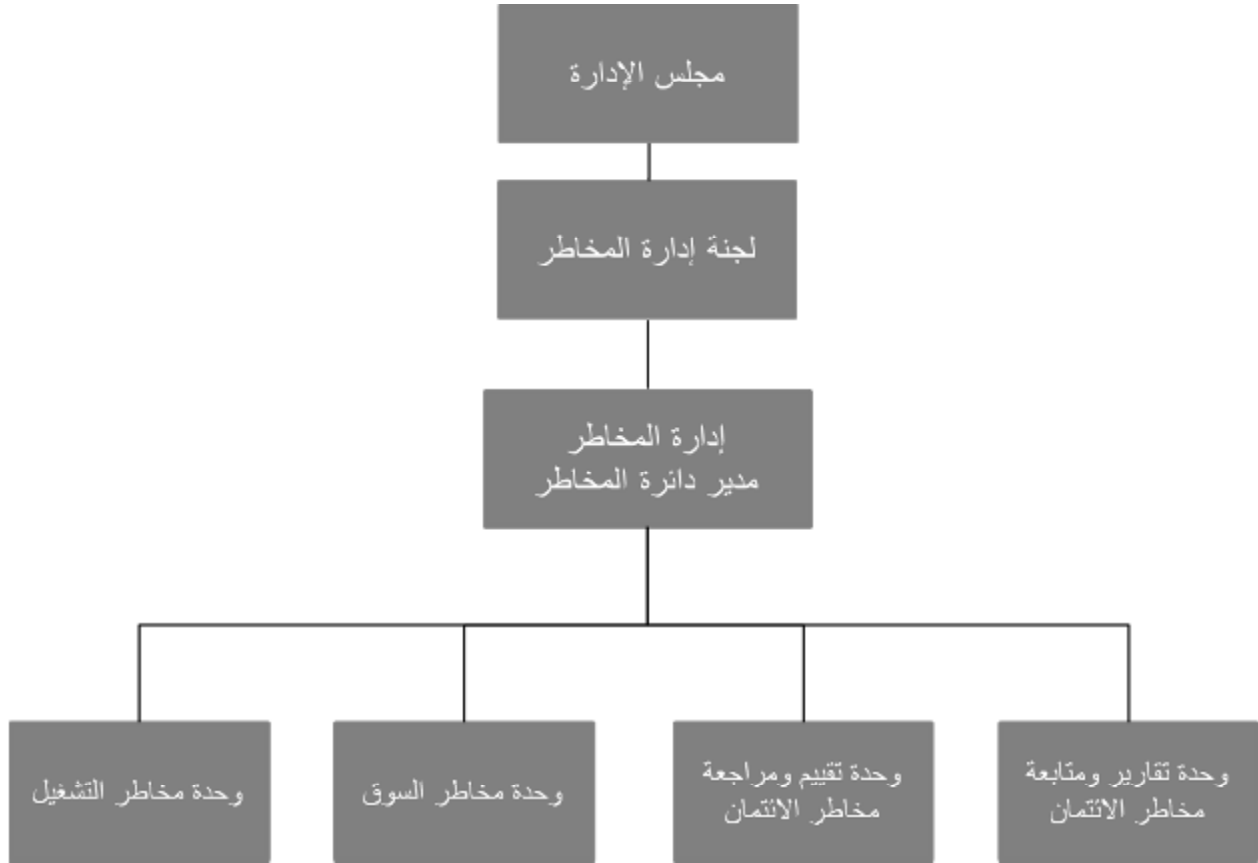 مجلس الإدارة
لجنة إدارة المخاطر
إدارة المخاطر
مدير دائرة المخاطر
وحدة تقارير ومتابعة
مخاطر الائتمان
وحدة تقييم ومراجعة
مخاطر الائتمان
وحدة مخاطر السوق
وحدة مخاطر التشغيل